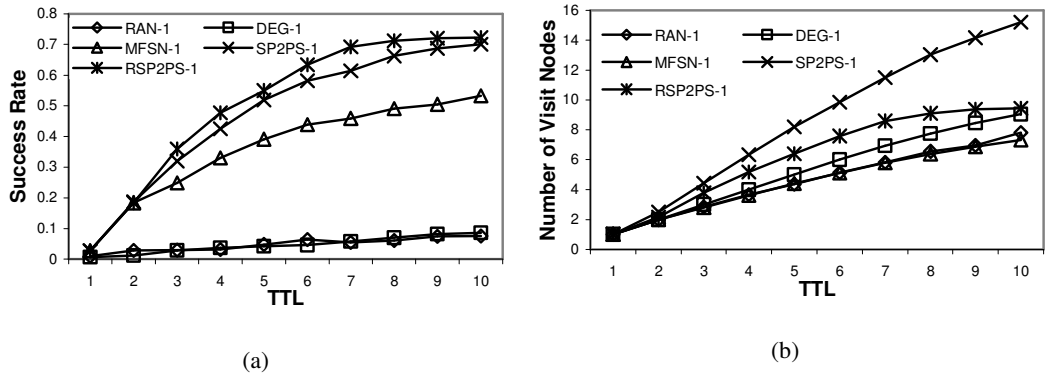 0.8
0.7
0.6
0.5
0.4
0.3
0.2
0.1
0
Success Rate
RAN-1 DEG-1
MFSN-1 SP2PS-1
RSP2PS-1
1 2 3 4 5 6 7 8 9 10
TTL
(a)
16
14
12
10
8
6
4
2
0
Number of Visit Nodes
RAN-1 DEG-1
MFSN-1 SP2PS-1
RSP2PS-1
1 2 3 4 5 6 7 8 9 10
TTL
(b)